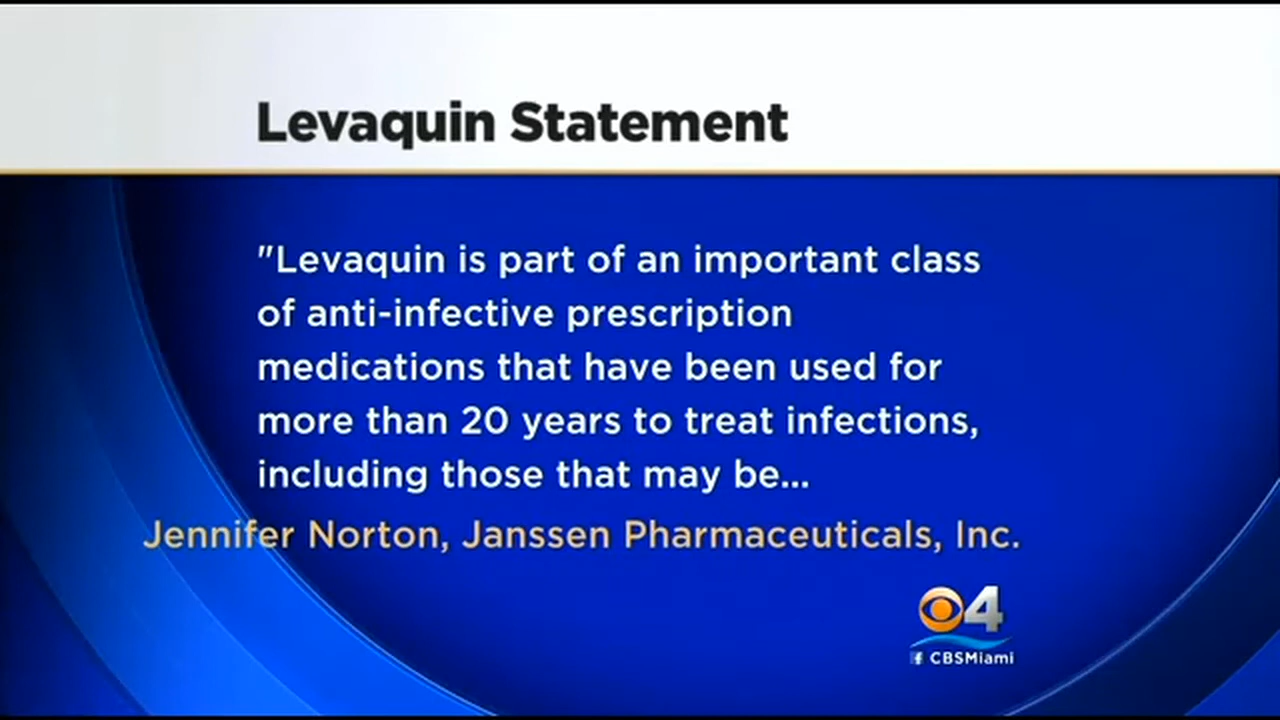 Levaquin Statement
"Levaquin is part of an important class
of anti-infective prescription
medications that have been used for
more than 20 years to treat infections,
including those that may be...
Jennifer Norton, Janssen Pharmaceuticals, Inc.
4
f CBSMiami